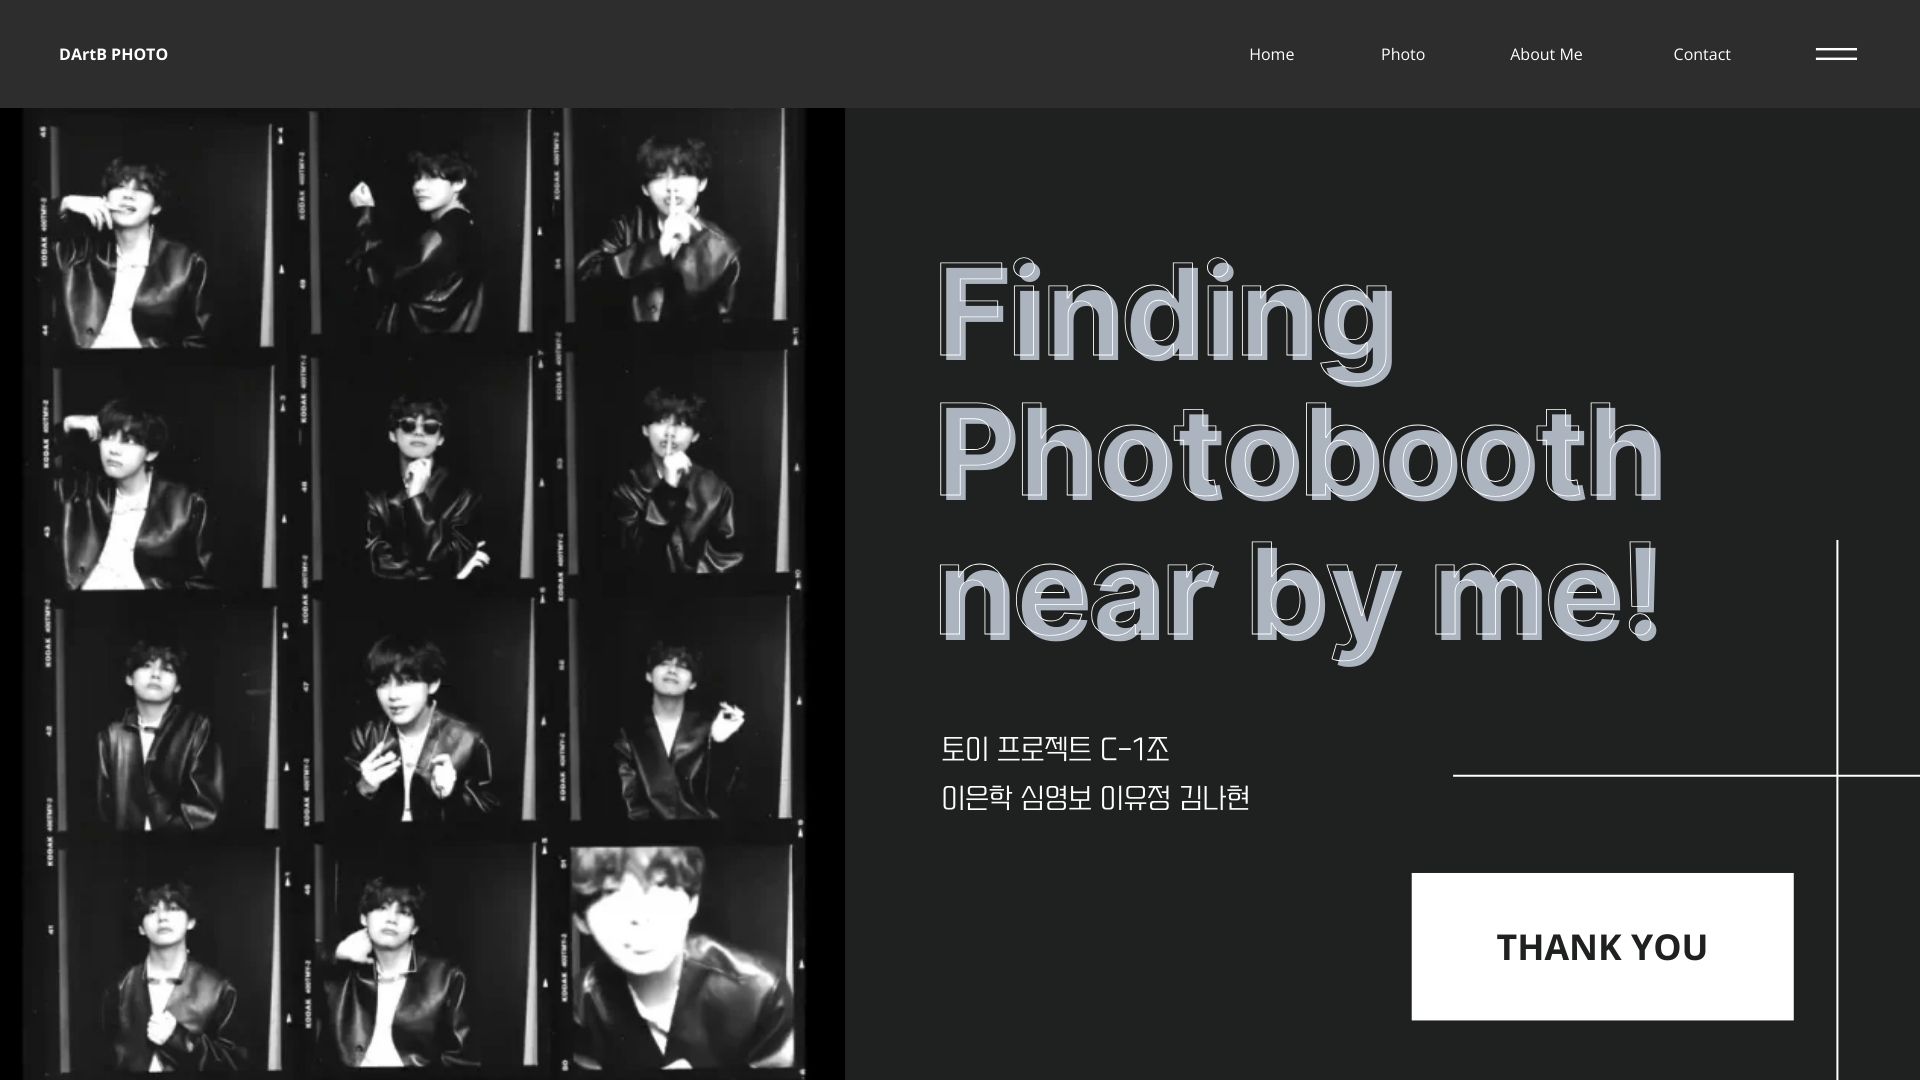 DArtB PHOTO
Home
Photo
About Me
Contact
Finding
Photobooth
near by me!
토이 프로젝트 C-1조
이은학 심영보 이유정 김나현
THANK YOU